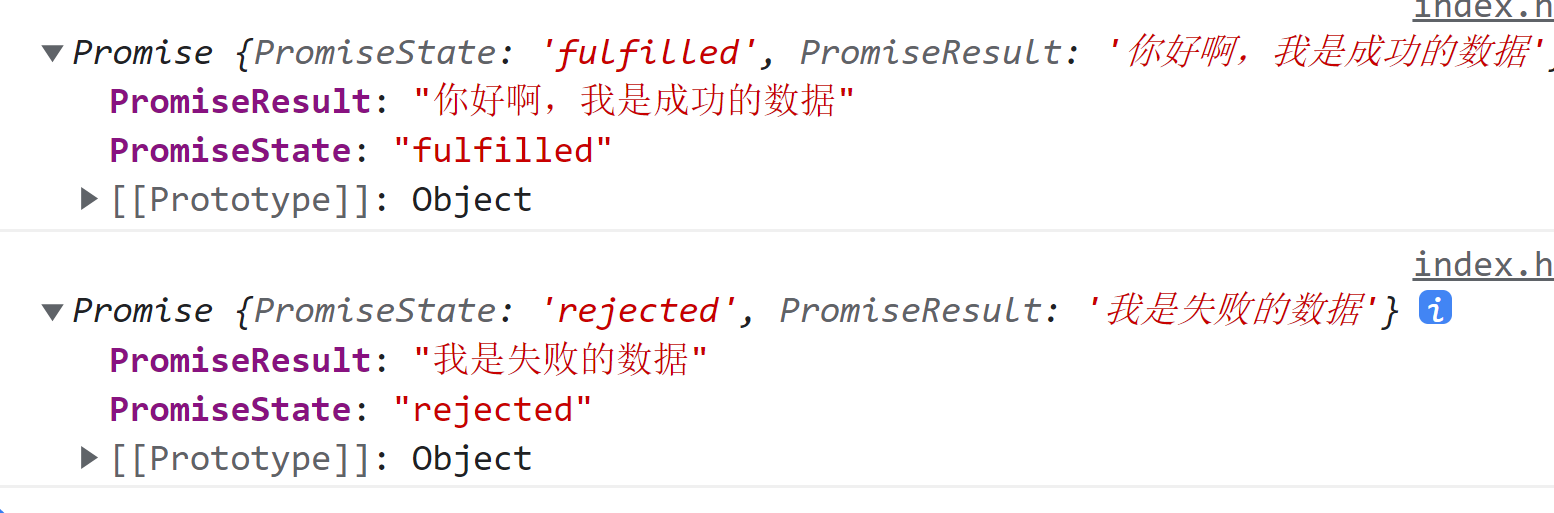 index.h
Promise {PromiseState: 'fulfilled', PromiseResult: '你好啊，我是成功的数据'}
PromiseResult: "你好啊，我是成功的数据"
PromiseState: "fulfilled"
[[Prototype]]: Object
index.h
Promise {PromiseState: 'rejected', PromiseResult: '我是失败的数据'} i
PromiseResult: "我是失败的数据"
PromiseState: "rejected"
[[Prototype]]: Object